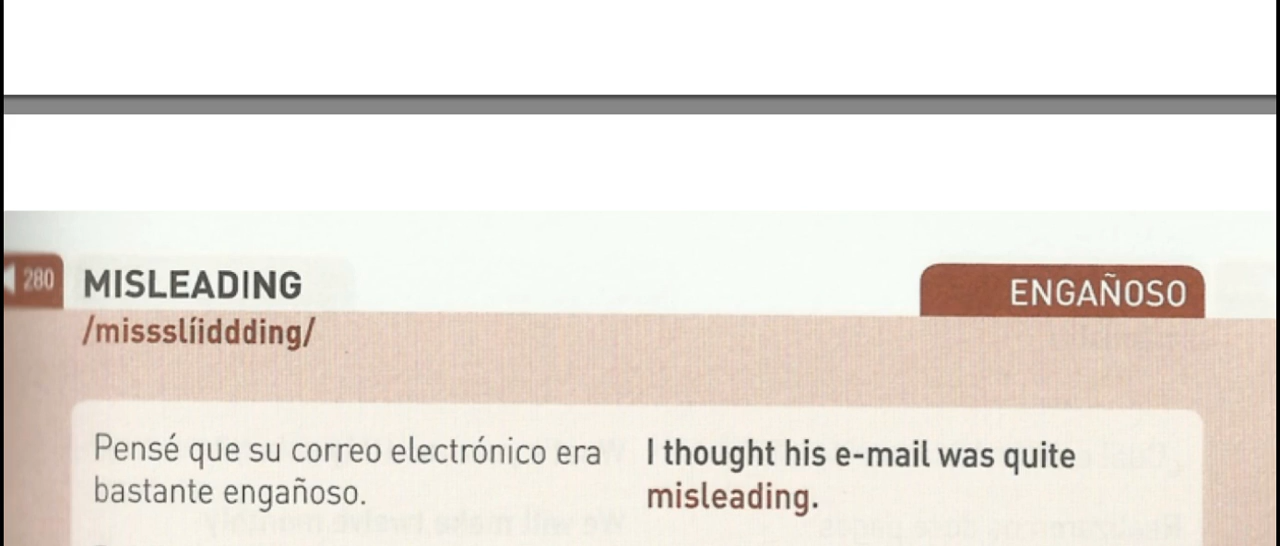 280
MISLEADING
ENGAÑOSO
/missslíiddding/
Pensé que su correo electrónico era
bastante engañoso.
I thought his e-mail was quite
misleading.